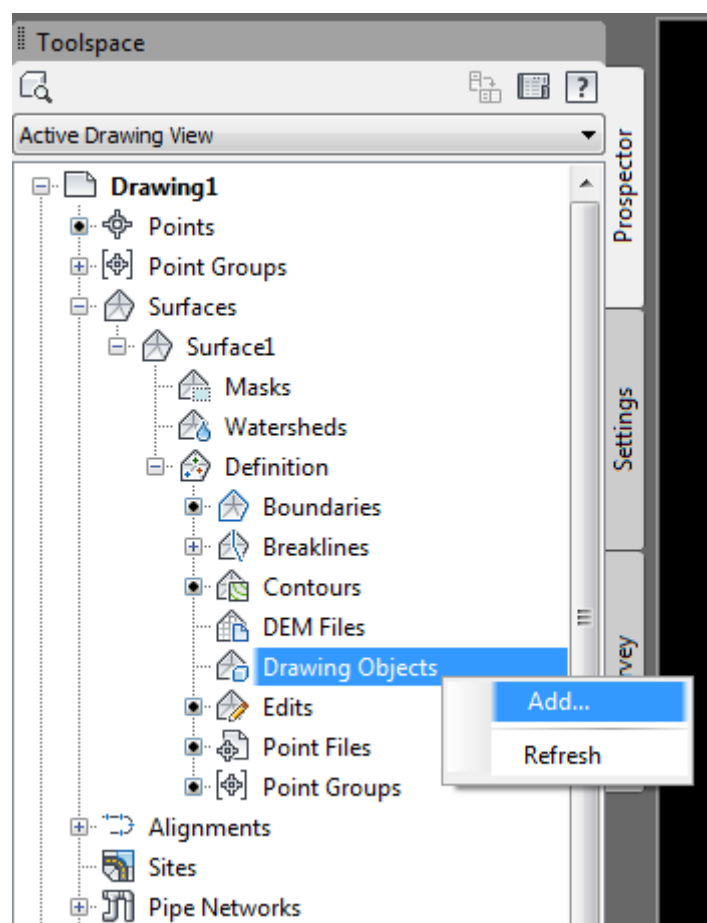 Toolspace
?
Active Drawing View
Drawing1
Points
Point Groups
Surfaces
Surface1
Masks
Watersheds
Definition
Boundaries
Breaklines
Contours
DEM Files
Drawing Objects
Edits
Point Files
Point Groups
Alignments
Sites
Pipe Networks
Add...
Refresh
Prospector
Settings
rvey